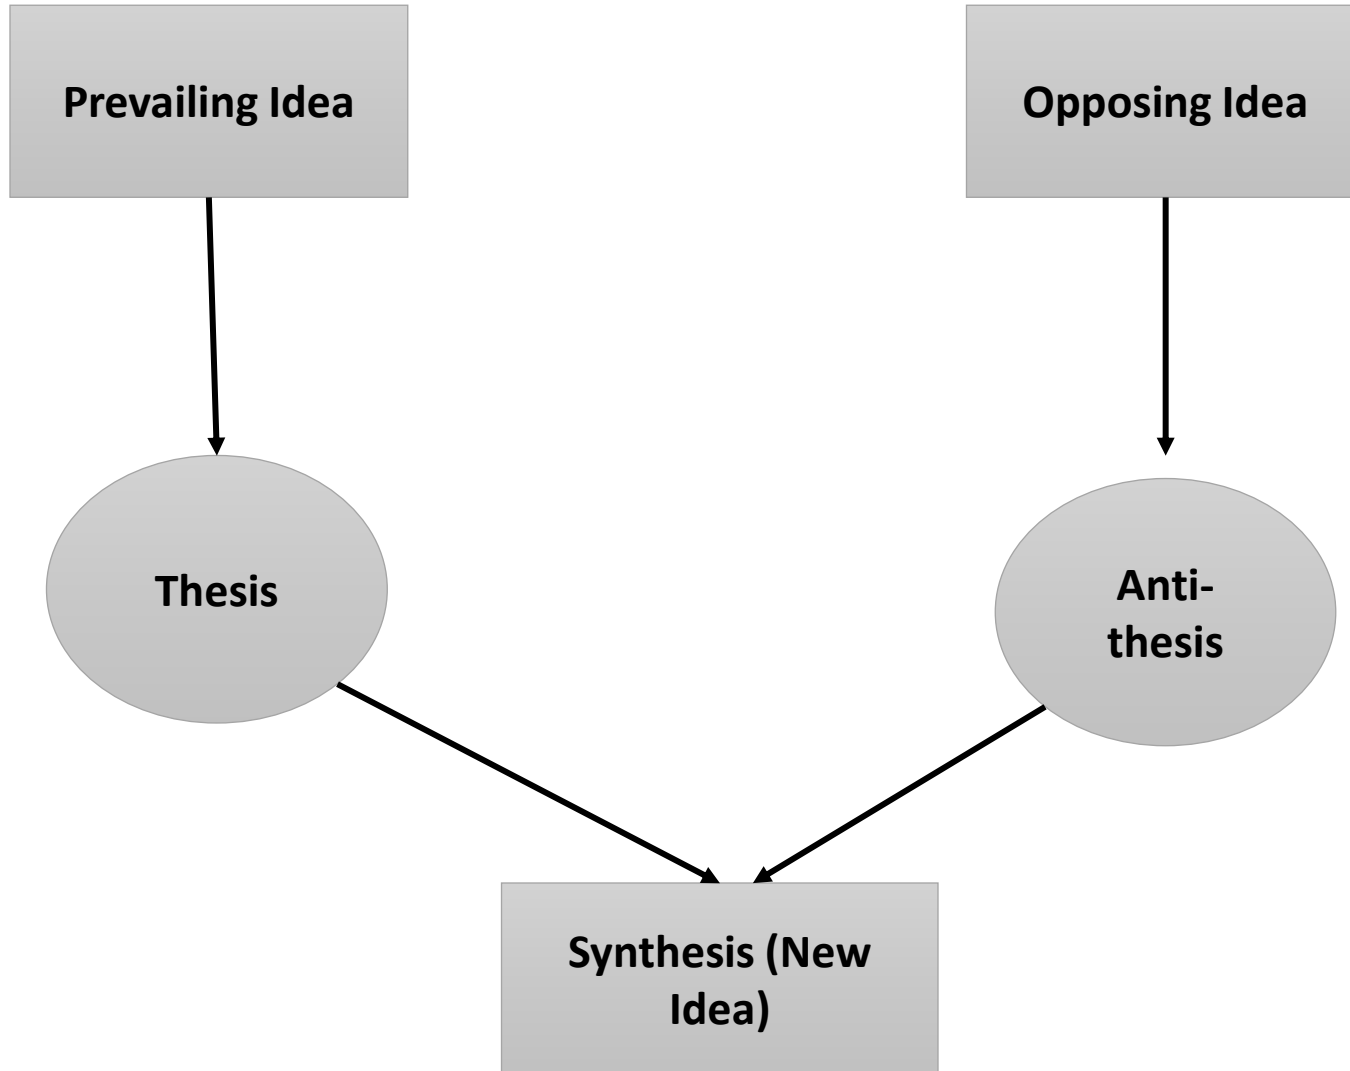 Prevailing Idea
Opposing Idea
Thesis
Anti-
thesis
Synthesis (New
Idea)